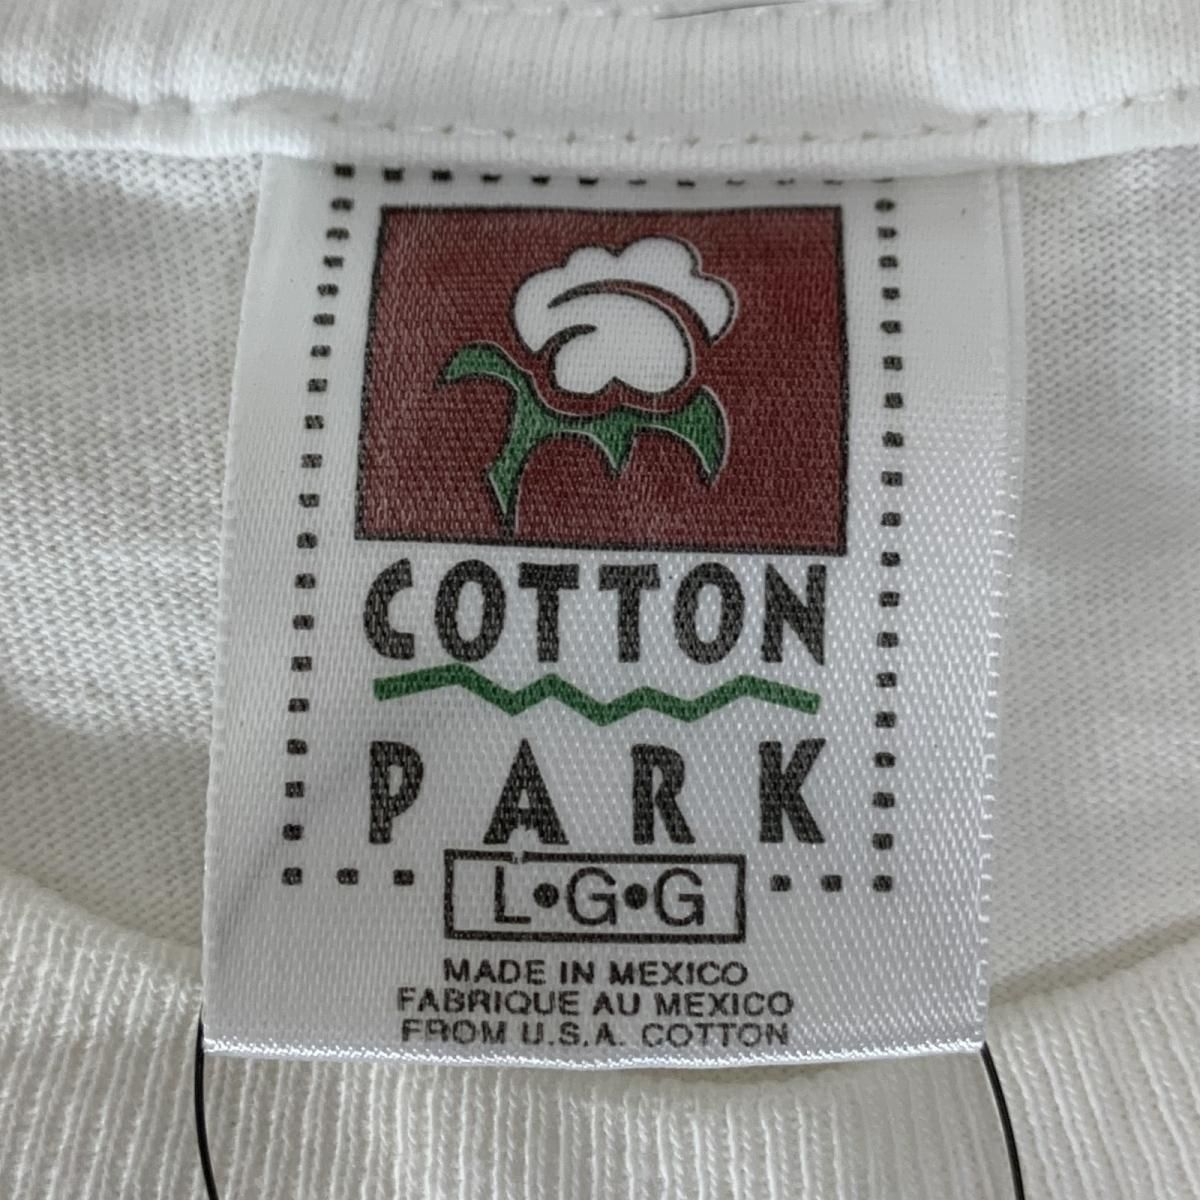 COTTON
PARK
L•G•G
MADE IN MEXICO
FABRIQUE AU MEXICO
FROM U.S.A. COTTON